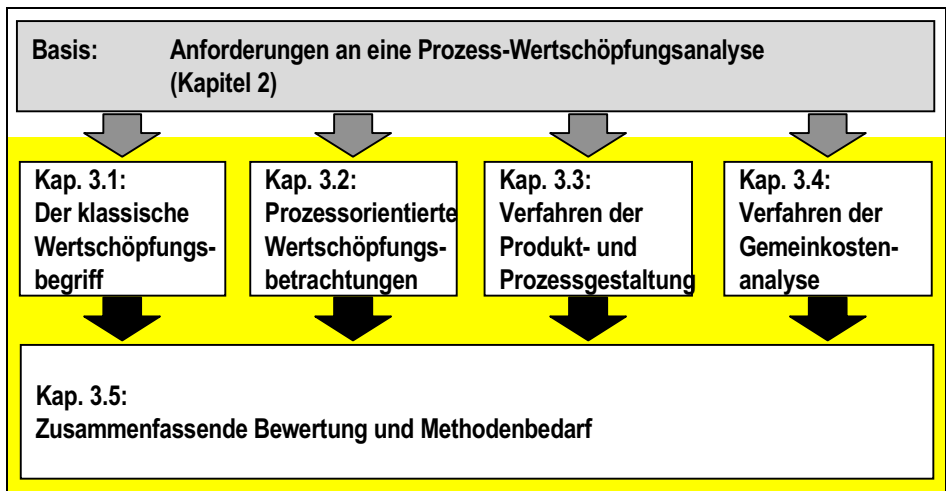 Basis: Anforderungen an eine Prozess-Wertschöpfungsanalyse
(Kapitel 2)
Kap. 3.1:
Der klassische
Wertschöpfungs-
begriff
Kap. 3.2:
Prozessorientierte
Wertschöpfungs-
betrachtungen
Kap. 3.3:
Verfahren der
Produkt- und
Prozessgestaltung
Kap. 3.4:
Verfahren der
Gemeinkosten-
analyse
Kap. 3.5:
Zusammenfassende Bewertung und Methodenbedarf